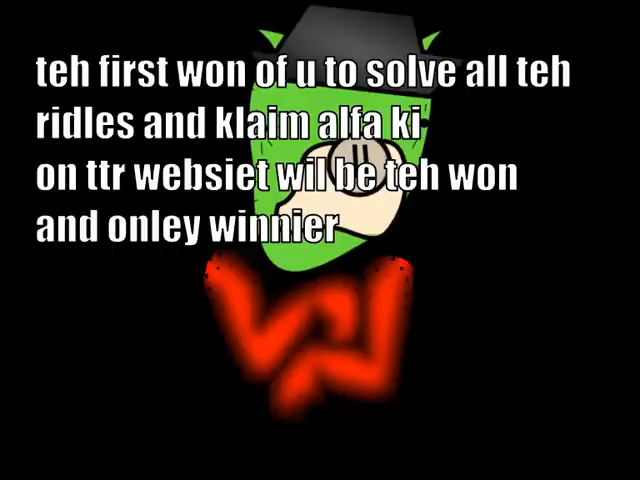 teh first won of u to solve all teh
ridles and klaim alfa ki
on ttr websiet wil be teh won
and onley winnier